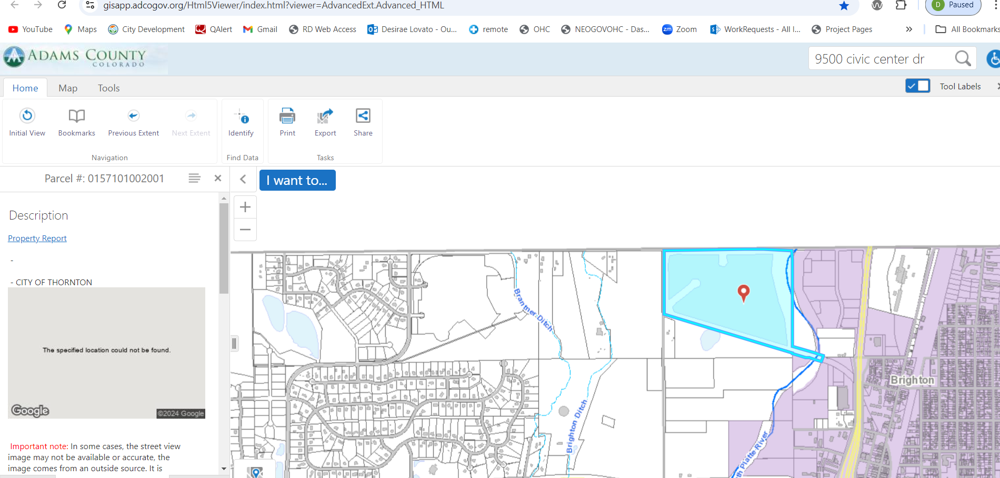 gisapp.adcogov.org/Html5Viewer/index.html?viewer=AdvancedExt.Advanced_HTML
D Paused
YouTube Maps City Development QAlert Gmail RD Web Access Desirae Lovato - Ou... remote OHC NEOGOVOHC - Das... zm Zoom WorkRequests - All I... Project Pages » All Bookmarks
ADAMS COUNTY
COLORADO
9500 civic center dr
Home Map Tools
Tool Labels
Initial View Bookmarks Previous Extent Next Extent Identify Print Export Share
Navigation Find Data Tasks
Parcel #: 0157101002001
I want to...
Description
Property Report
-
- CITY OF THORNTON
The specified location could not be found.
Google
©2024 Google
Important note: In some cases, the street view
image may not be available or accurate, the
image comes from an outside source. It is
Brantner Ditch
Brighton Ditch
Brighton
th Platte River